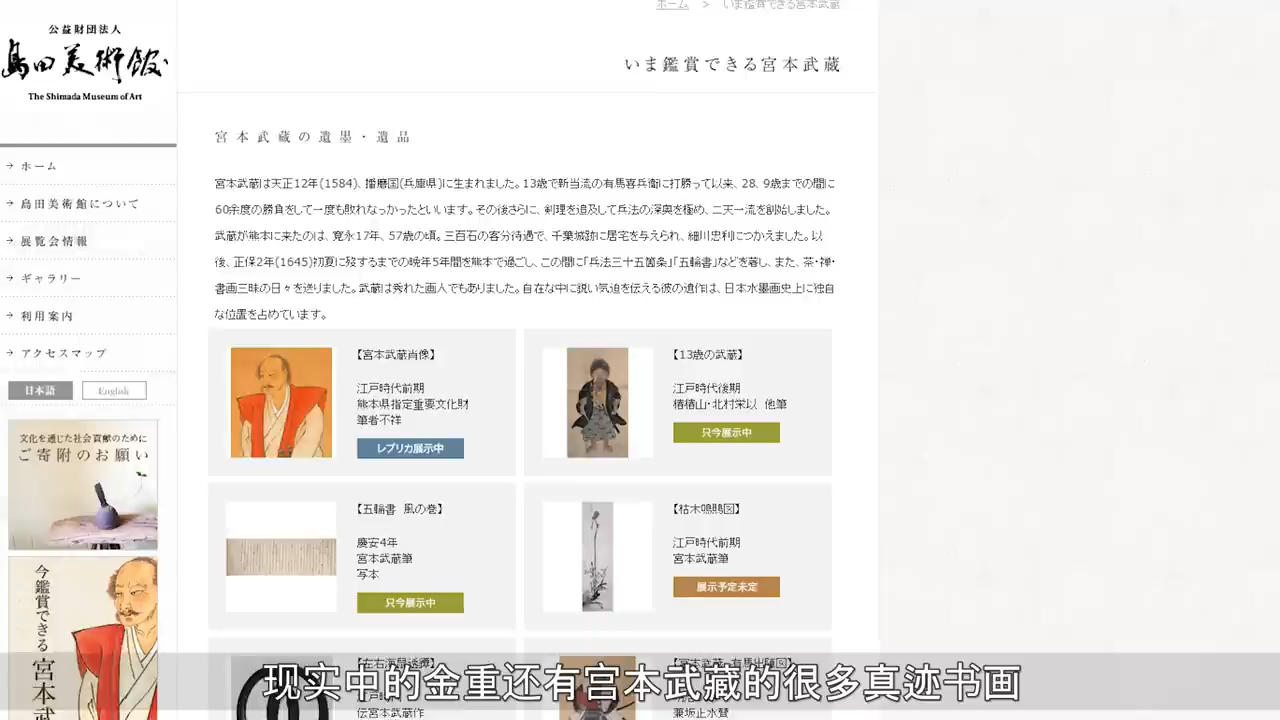 公益財団法人
島田美術館
The Shimada Museum of Art
ホーム
島田美術館について
展覧会情報
ギャラリー
利用案内
アクセスマップ
日本語
English
文化を通じた社会貢献のために
ご寄附のお願い
今鑑賞できる
宮本武
ホーム > いま鑑賞できる宮本武蔵
いま鑑賞できる宮本武蔵
宮本武蔵の遺墨・遺品
宮本武蔵は天正12年(1584)、播磨国(兵庫県)に生まれました。13歳で新当流の有馬喜兵衛に打勝って以来、28、9歳までの間に
60余度の勝負をして一度も敗れなっかったといいます。その後さらに、剣理を追及して兵法の深奥を極め、二天一流を創始しました。
武蔵が熊本に来たのは、寛永17年、57歳の頃。三百石の客分待遇で、千葉城跡に居宅を与えられ、細川忠利につかえました。以
後、正保2年(1645)初夏に歿するまでの晩年5年間を熊本で過ごし、この間に「兵法三十五箇条」「五輪書」などを著し、また、茶・禅・
書画三昧の日々を送りました。武蔵は秀れた画人でもありました。自在な中に鋭い気迫を伝える彼の遺作は、日本水墨画史上に独自
な位置を占めています。
【宮本武蔵肖像】
江戸時代前期
熊本県指定重要文化財
筆者不祥
レプリカ展示中
【13歳の武蔵】
江戸時代後期
椿椿山・北村栄以 他筆
只今展示中
【五輪書 風の巻】
慶安4年
宮本武蔵筆
写本
只今展示中
【枯木鳴鵙図】
江戸時代前期
宮本武蔵筆
展示予定未定
伝宮本武蔵作
兼坂止水賛
现实中的金重还有宫本武藏的很多真迹书画